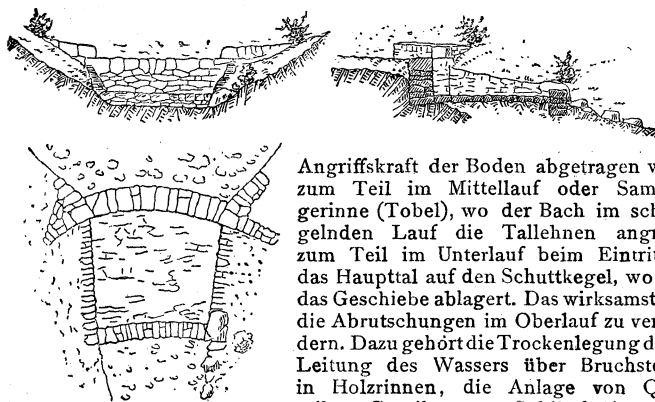 Angriffskraft der Boden abgetragen
zum Teil im Mittellauf oder Sam
gerinne (Tobel), wo der Bach im sch
gelnden Lauf die Tallehnen angr
zum Teil im Unterlauf beim Eintrit
das Haupttal auf den Schuttkegel, wo
das Geschiebe ablagert. Das wirksamst
die Abrutschungen im Oberlauf zu ver
dern. Dazu gehört die Trockenlegung d
Leitung des Wassers über Bruchste
in Holzrinnen, die Anlage von Q